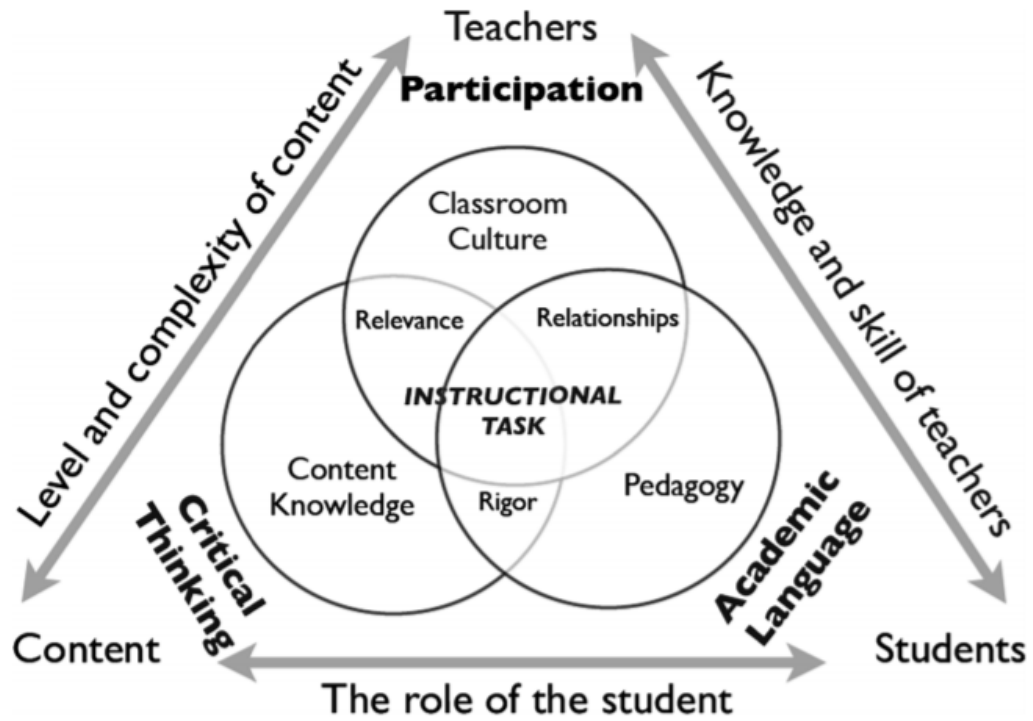 Teachers
Participation
Level and complexity of content
Knowledge and skill of teachers
Classroom
Culture
Relevance
Relationships
INSTRUCTIONAL
TASK
Content
Knowledge
Rigor
Pedagogy
Critical
Thinking
Academic
Language
Content
Students
The role of the student